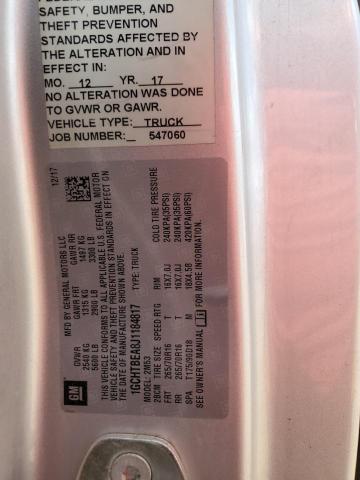 SAFETY, BUMPER, AND
THEFT PREVENTION
STANDARDS AFFECTED BY
THE ALTERATION AND IN
EFFECT IN:
MO. 12 YR. 17
NO ALTERATION WAS DONE
TO GVWR OR GAWR.
VEHICLE TYPE: TRUCK
JOB NUMBER: 547060
12/17
GM
MFD BY GENERAL MOTORS LLC
GVWR GAWR FRT GAWR RR
2540 KG 1315 KG 1497 KG
5600 LB 2900 LB 3300 LB
THIS VEHICLE CONFORMS TO ALL APPLICABLE U.S. FEDERAL MOTOR
VEHICLE SAFETY AND THEFT PREVENTION STANDARDS IN EFFECT ON
THE DATE OF MANUFACTURE SHOWN ABOVE.
1GCHTBEA8J1184817 TYPE: TRUCK
MODEL: 2M53
2BCM TIRE SIZE SPEED RTG RIM COLD TIRE PRESSURE
FRT 265/70R16 T 16X7.0J 240KPA(35PSI)
RR 265/70R16 T 16X7.0J 240KPA(35PSI)
SPA T175/90D18 M 18X4.5B 420KPA(60PSI)
SEE OWNER'S MANUAL FOR MORE INFORMATION.